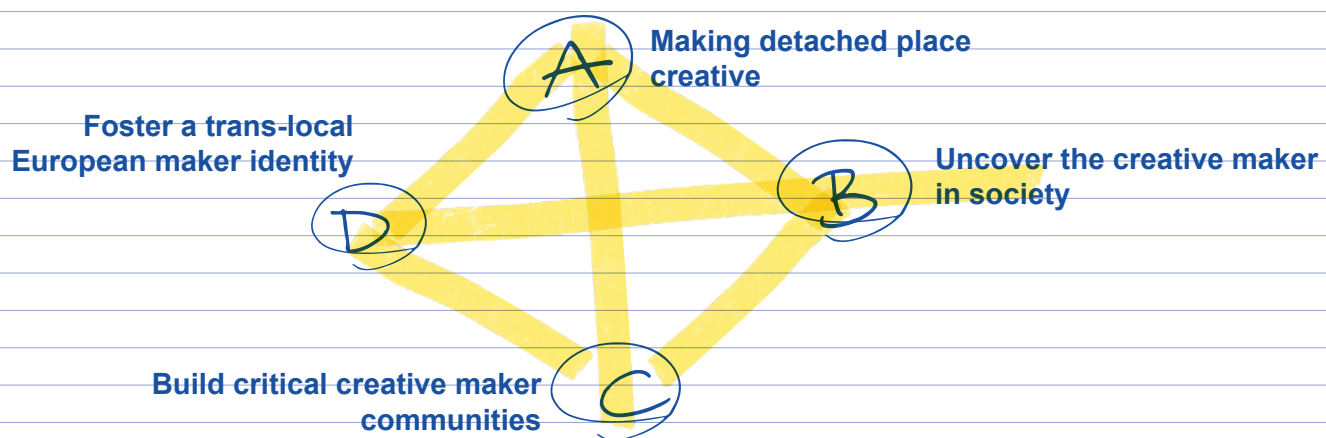 A
Making detached place
creative
Foster a trans-local
European maker identity
B
Uncover the creative maker
in society
D
Build critical creative maker
communities
C